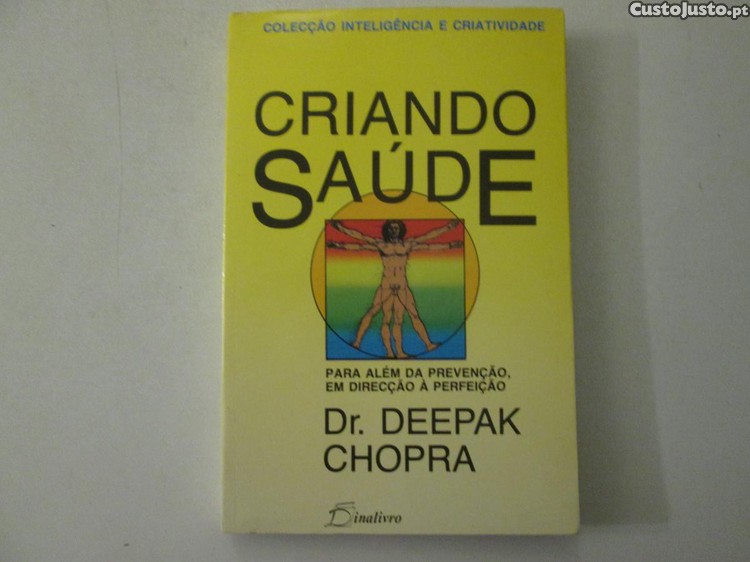 CustoJusto.pt
COLECÇÃO INTELIGÊNCIA E CRIATIVIDADE
CRIANDO
SAÚDE
PARA ALÉM DA PREVENÇÃO,
EM DIRECÇÃO À PERFEIÇÃO
Dr. DEEPAK
CHOPRA
Dinalivro